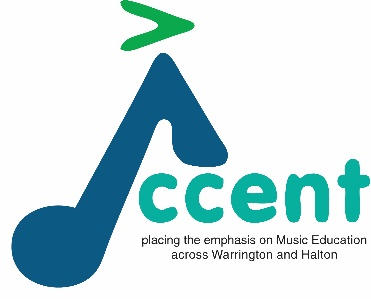 Accent
placing the emphasis on Music Education
across Warrington and Halton